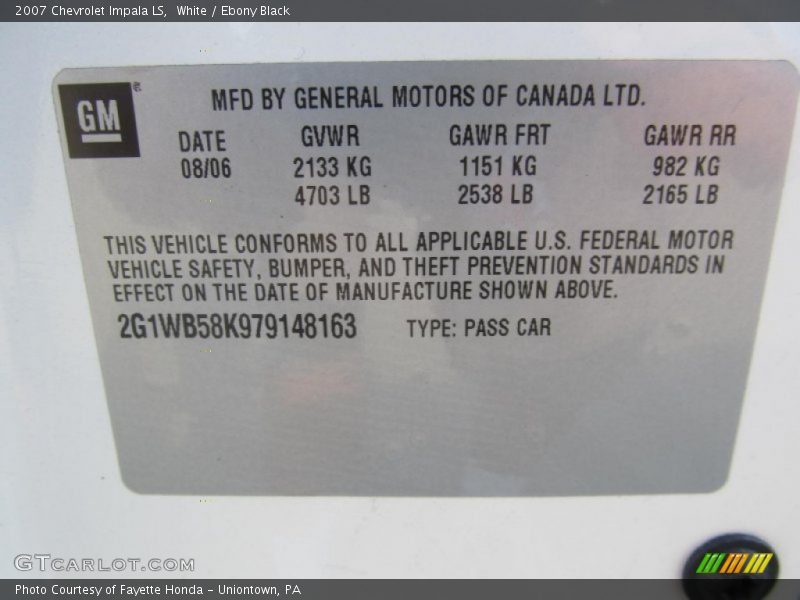 2007 Chevrolet Impala LS, White / Ebony Black
GM
MFD BY GENERAL MOTORS OF CANADA LTD.
DATE GVWR GAWR FRT GAWR RR
08/06 2133 KG 1151 KG 982 KG
4703 LB 2538 LB 2165 LB
THIS VEHICLE CONFORMS TO ALL APPLICABLE U.S. FEDERAL MOTOR
VEHICLE SAFETY, BUMPER, AND THEFT PREVENTION STANDARDS IN
EFFECT ON THE DATE OF MANUFACTURE SHOWN ABOVE.
2G1WB58K979148163 TYPE: PASS CAR
GTCARLOT.COM
Photo Courtesy of Fayette Honda - Uniontown, PA